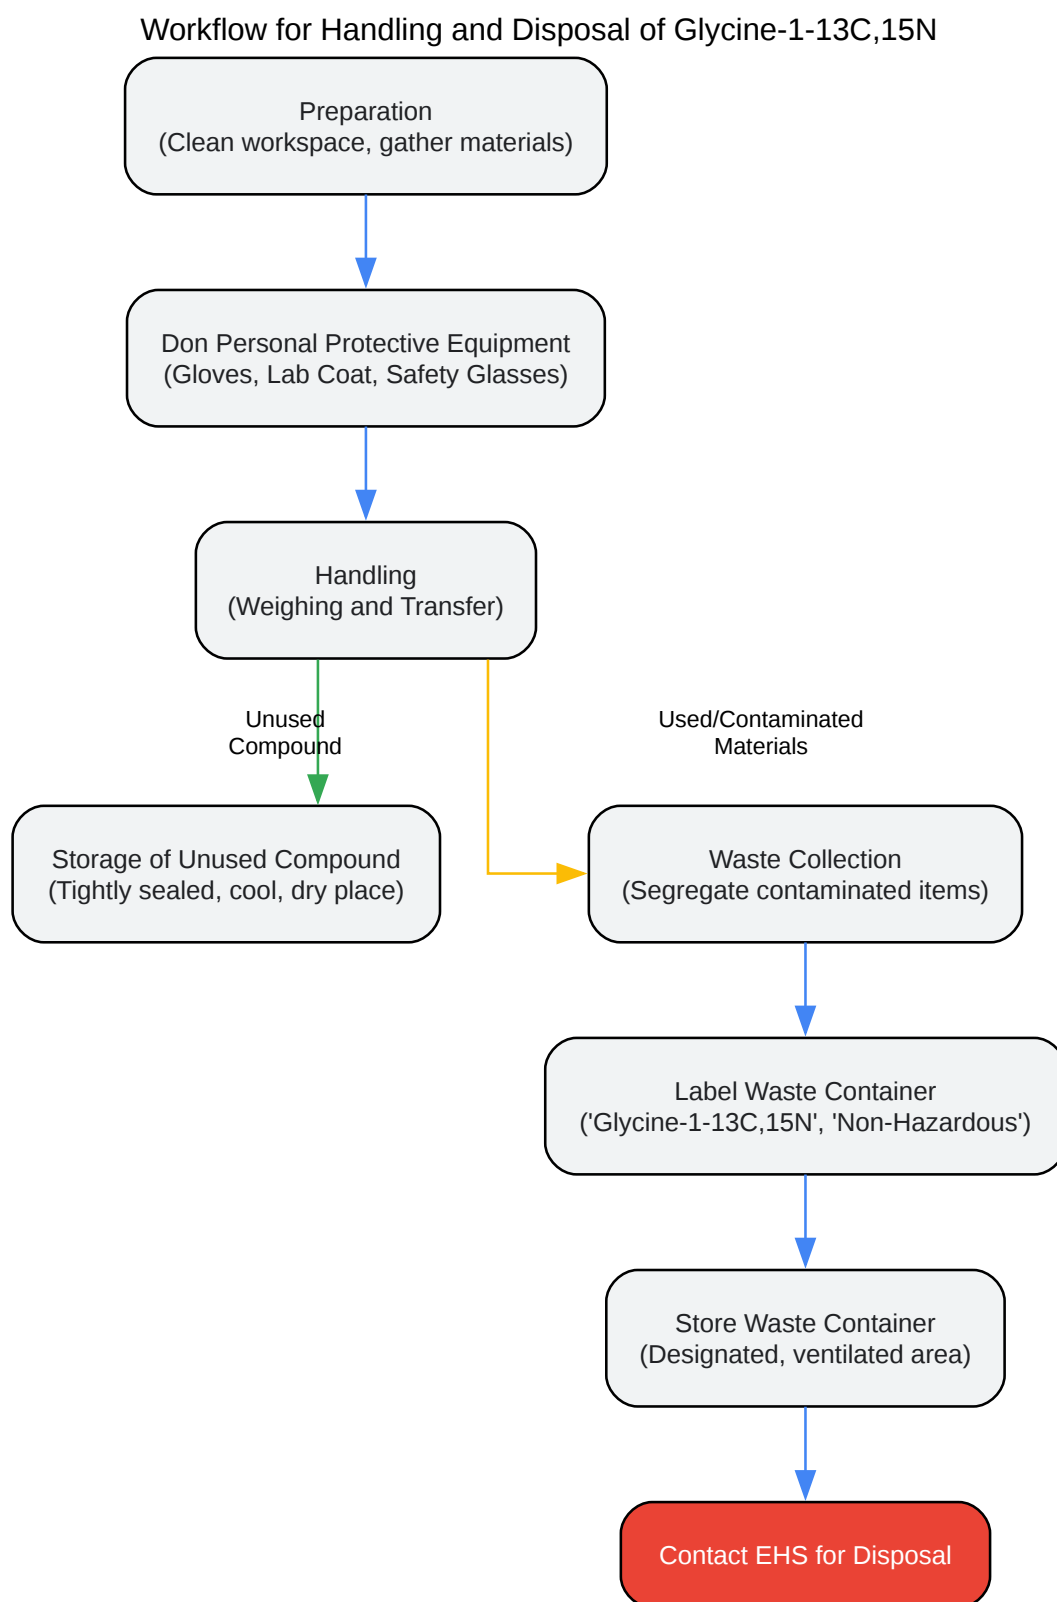 Workflow for Handling and Disposal of Glycine-1-13C,15N
Preparation
(Clean workspace, gather materials)
Don Personal Protective Equipment
(Gloves, Lab Coat, Safety Glasses)
Handling
(Weighing and Transfer)
Unused
Compound
Used/Contaminated
Materials
Storage of Unused Compound
(Tightly sealed, cool, dry place)
Waste Collection
(Segregate contaminated items)
Label Waste Container
('Glycine-1-13C,15N', 'Non-Hazardous')
Store Waste Container
(Designated, ventilated area)
Contact EHS for Disposal